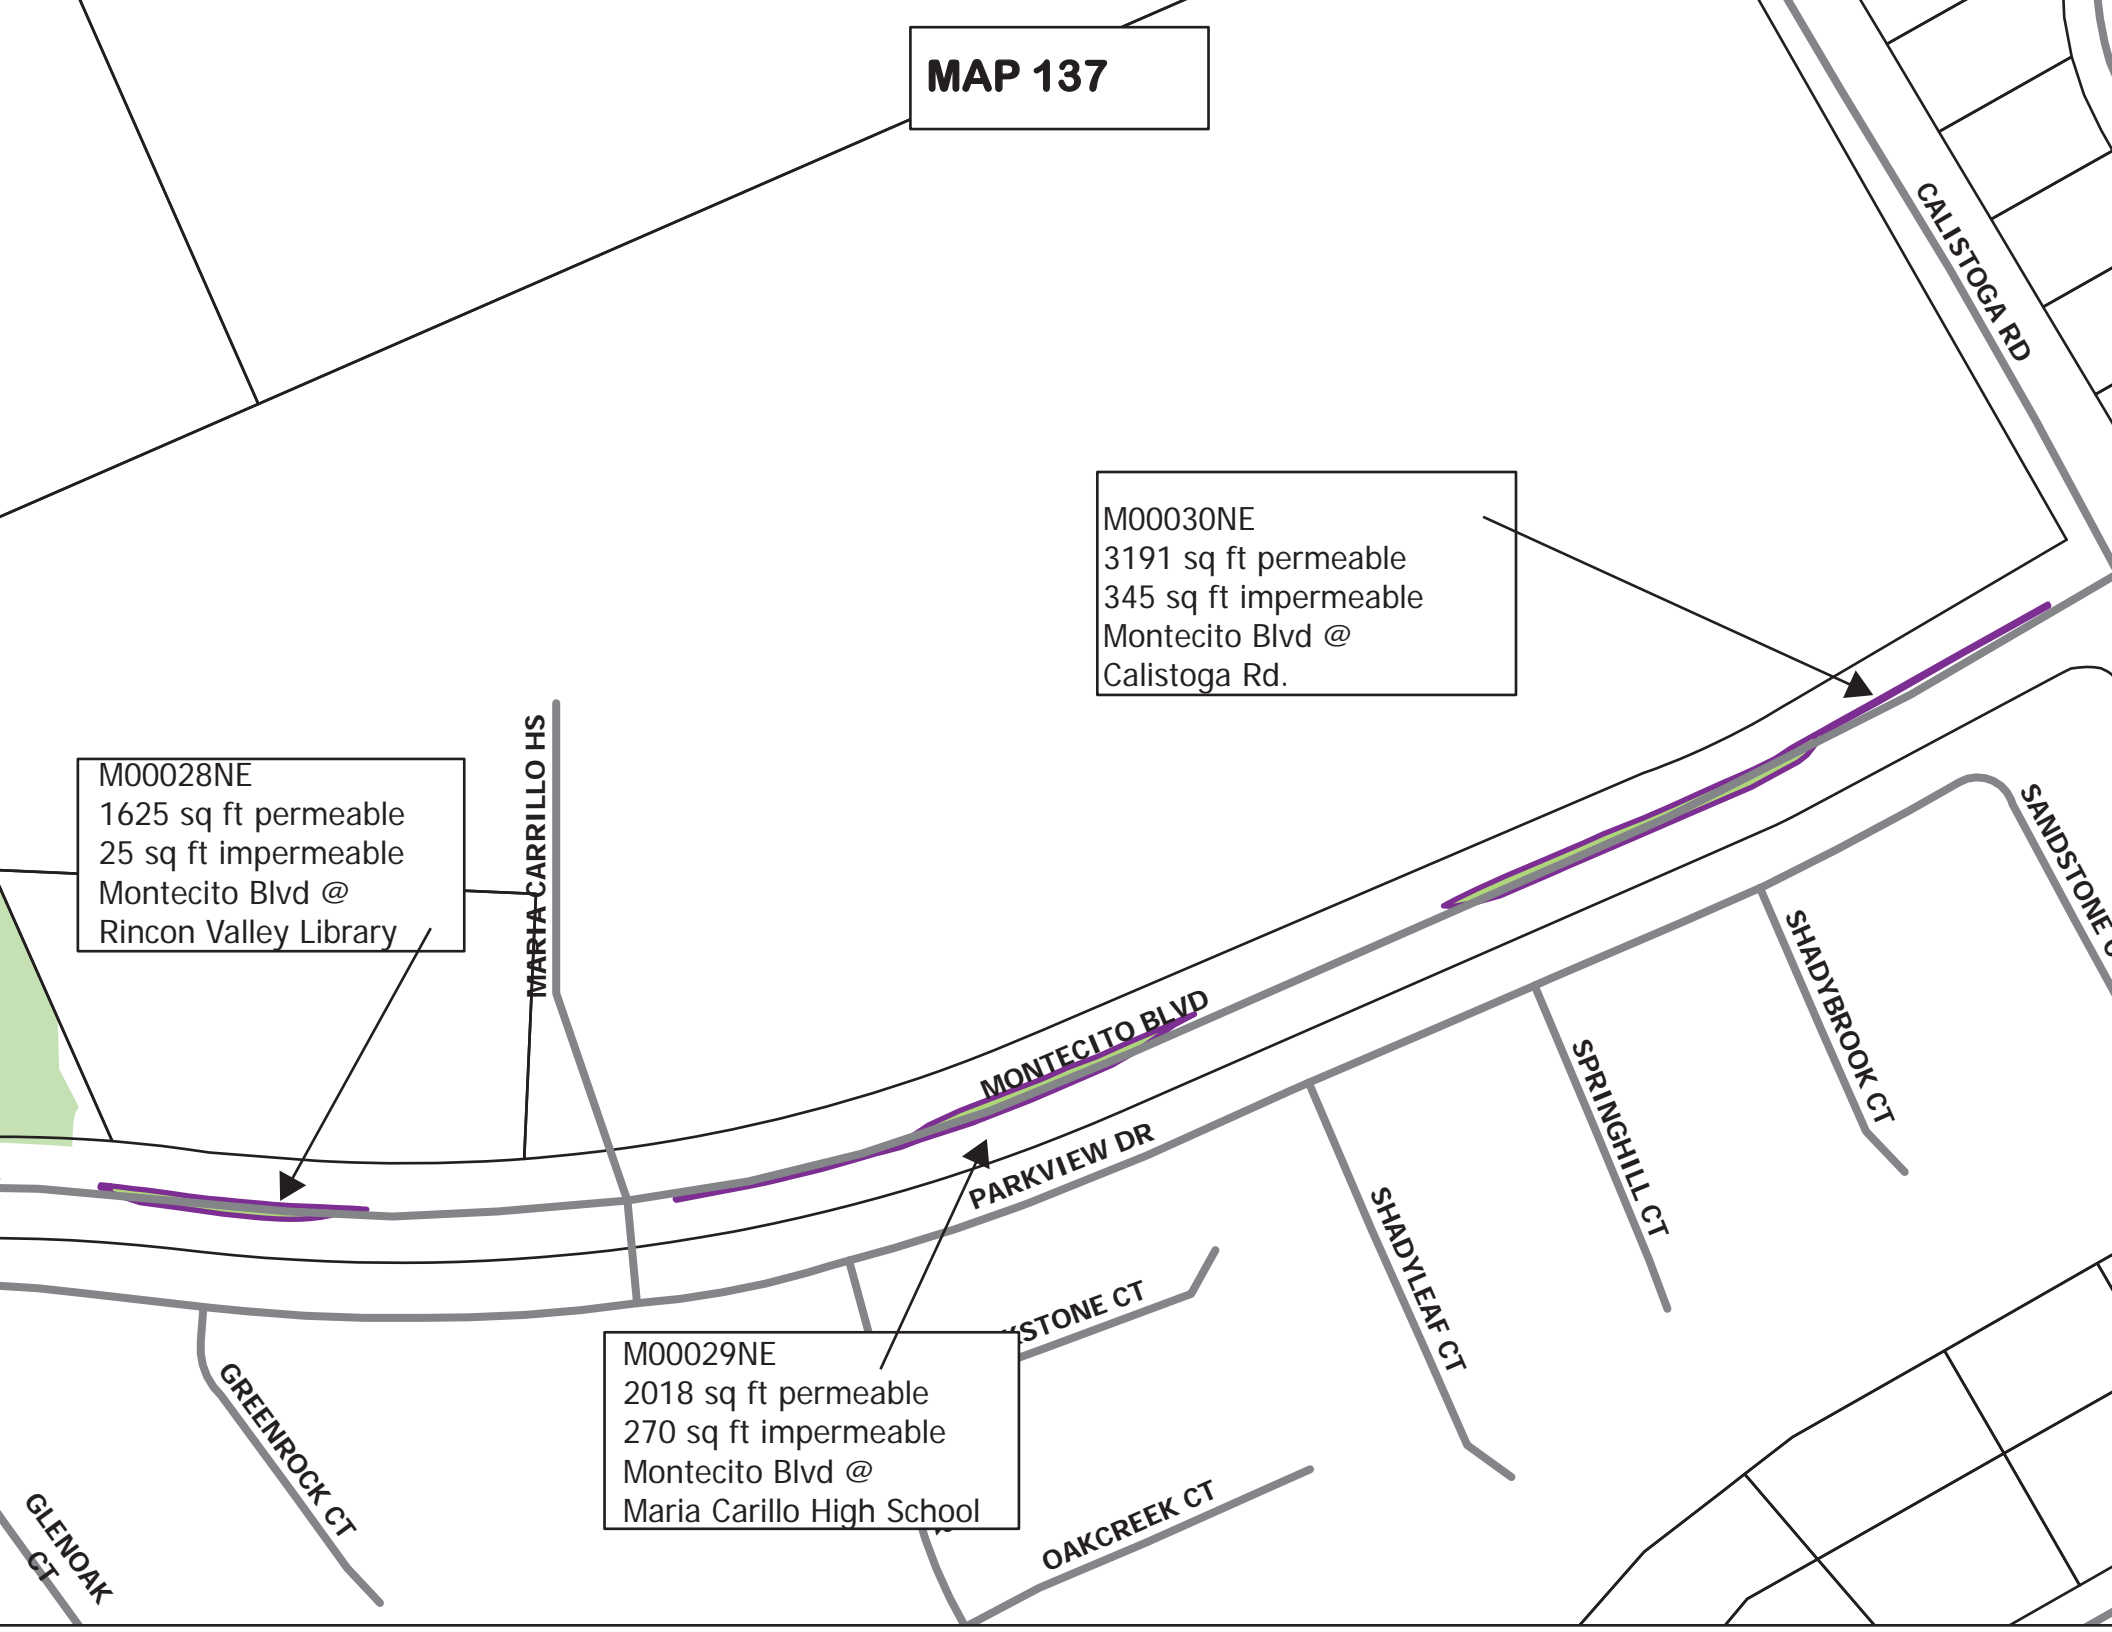 MAP 137
CALISTOGA RD
M00030NE
3191 sq ft permeable
345 sq ft impermeable
Montecito Blvd @
Calistoga Rd.
MARIA CARRILLO HS
M00028NE
1625 sq ft permeable
25 sq ft impermeable
Montecito Blvd @
Rincon Valley Library
SANDSTONE
SHADYBROOK CT
MONTECITO BLVD
SPRINGHILL CT
PARKVIEW DR
SHADYLEAF CT
KSTONE CT
M00029NE
2018 sq ft permeable
270 sq ft impermeable
Montecito Blvd @
Maria Carillo High School
GREENROCK CT
OAKCREEK CT
GLENOAK
CT